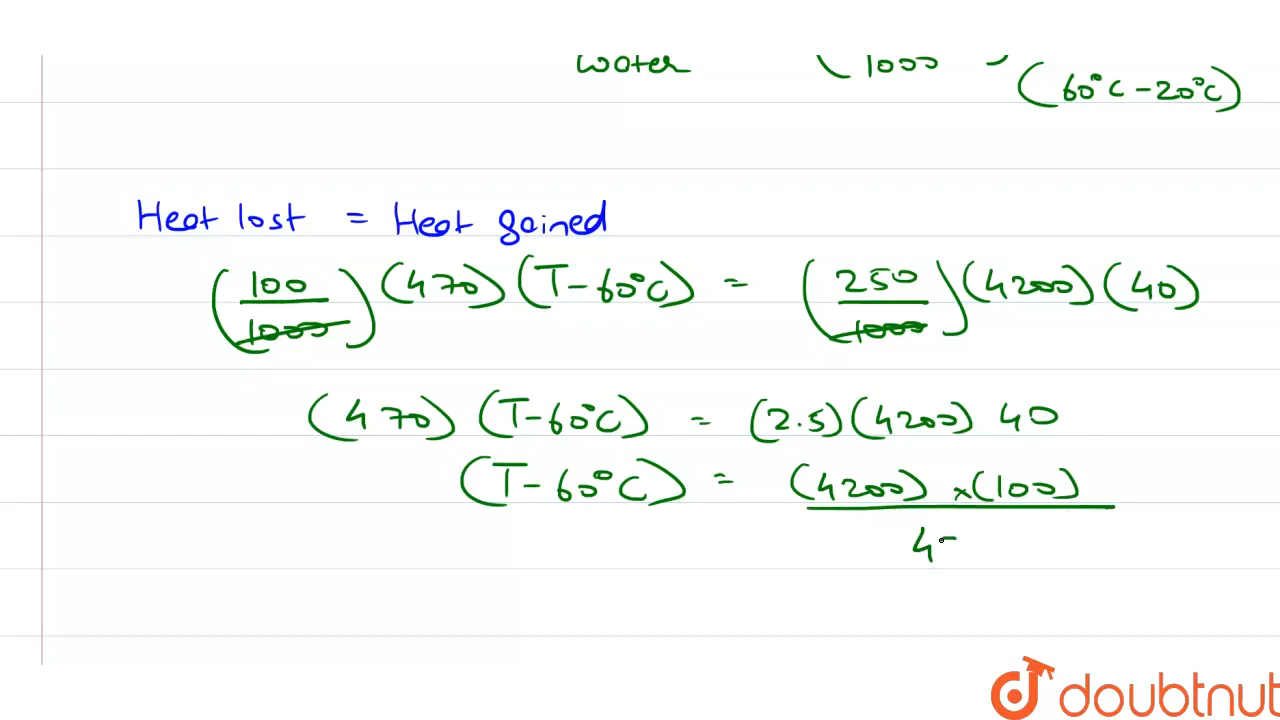 water (1000 ) (60°C - 20°C)
Heat lost = Heat gained
(100/1000) (470) (T - 60°C) = (250/1000) (4200) (40)
(470) (T - 60°C) = (2.5) (4200) 40
(T - 60°C) = (4200) × (100)
4
doubtnut